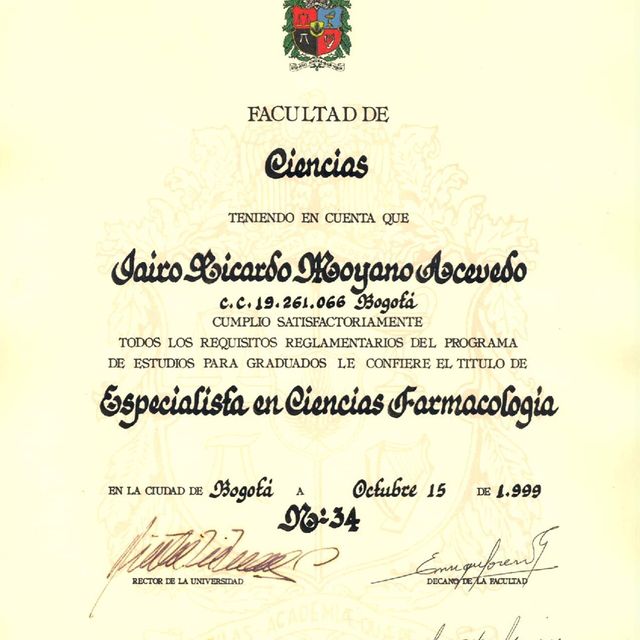 FACULTAD DE
Ciencias
TENIENDO EN CUENTA QUE
Jairo Ricardo Moyano Acevedo
C.C. 19.261.066 Bogotá
CUMPLIO SATISFACTORIAMENTE
TODOS LOS REQUISITOS REGLAMENTARIOS DEL PROGRAMA
DE ESTUDIOS PARA GRADUADOS LE CONFIERE EL TITULO DE
Especialista en Ciencias Farmacología
EN LA CIUDAD DE Bogotá A Octubre 15 DE 1.999
Nº: 34
RECTOR DE LA UNIVERSIDAD DECANO DE LA FACULTAD